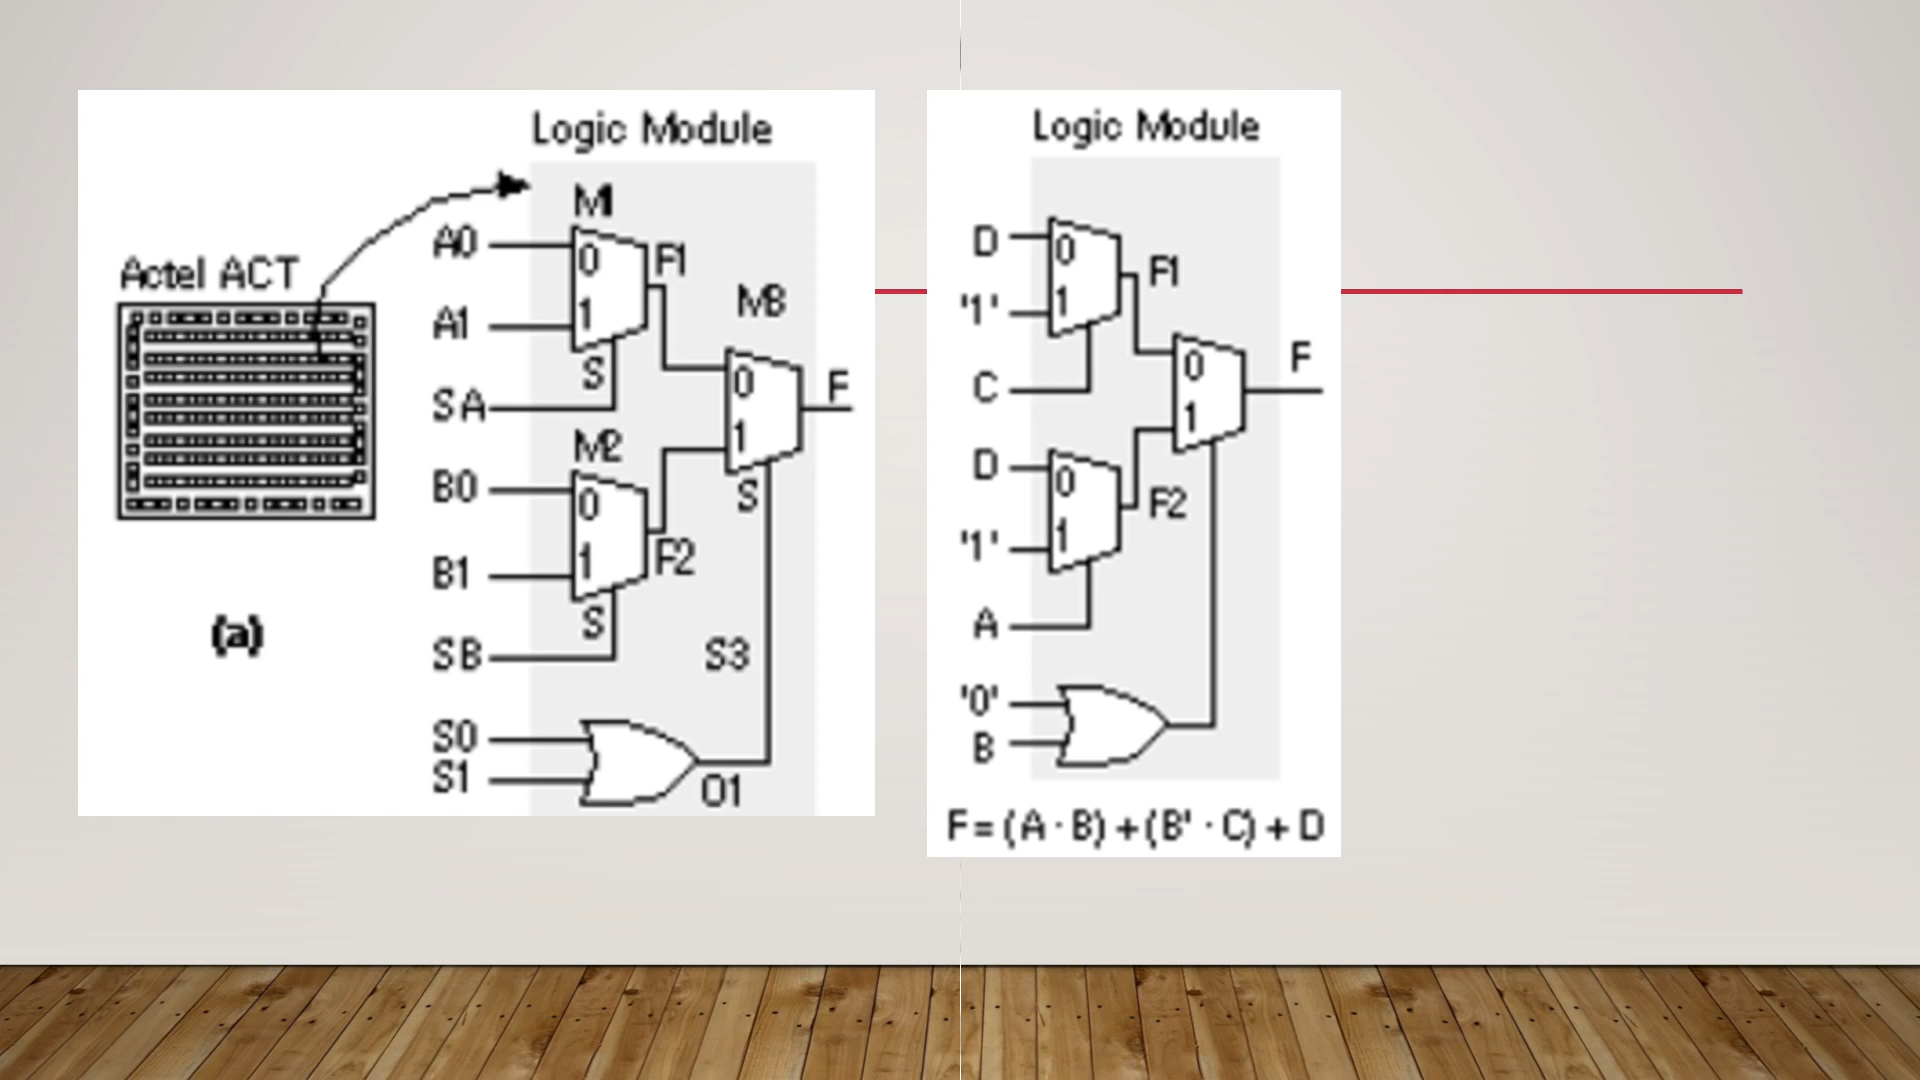 Logic Module
M1
A0
0
F1
Actel ACT
M3
A1
1
S
0
F
SA
1
M2
B0
0
S
B1
1
F2
(a)
S
SB
S3
S0
S1
O1
Logic Module
D
0
F1
'1'
1
F
0
C
1
D
0
F2
'1'
1
A
'0'
B
F=(A·B)+(B'·C)+D